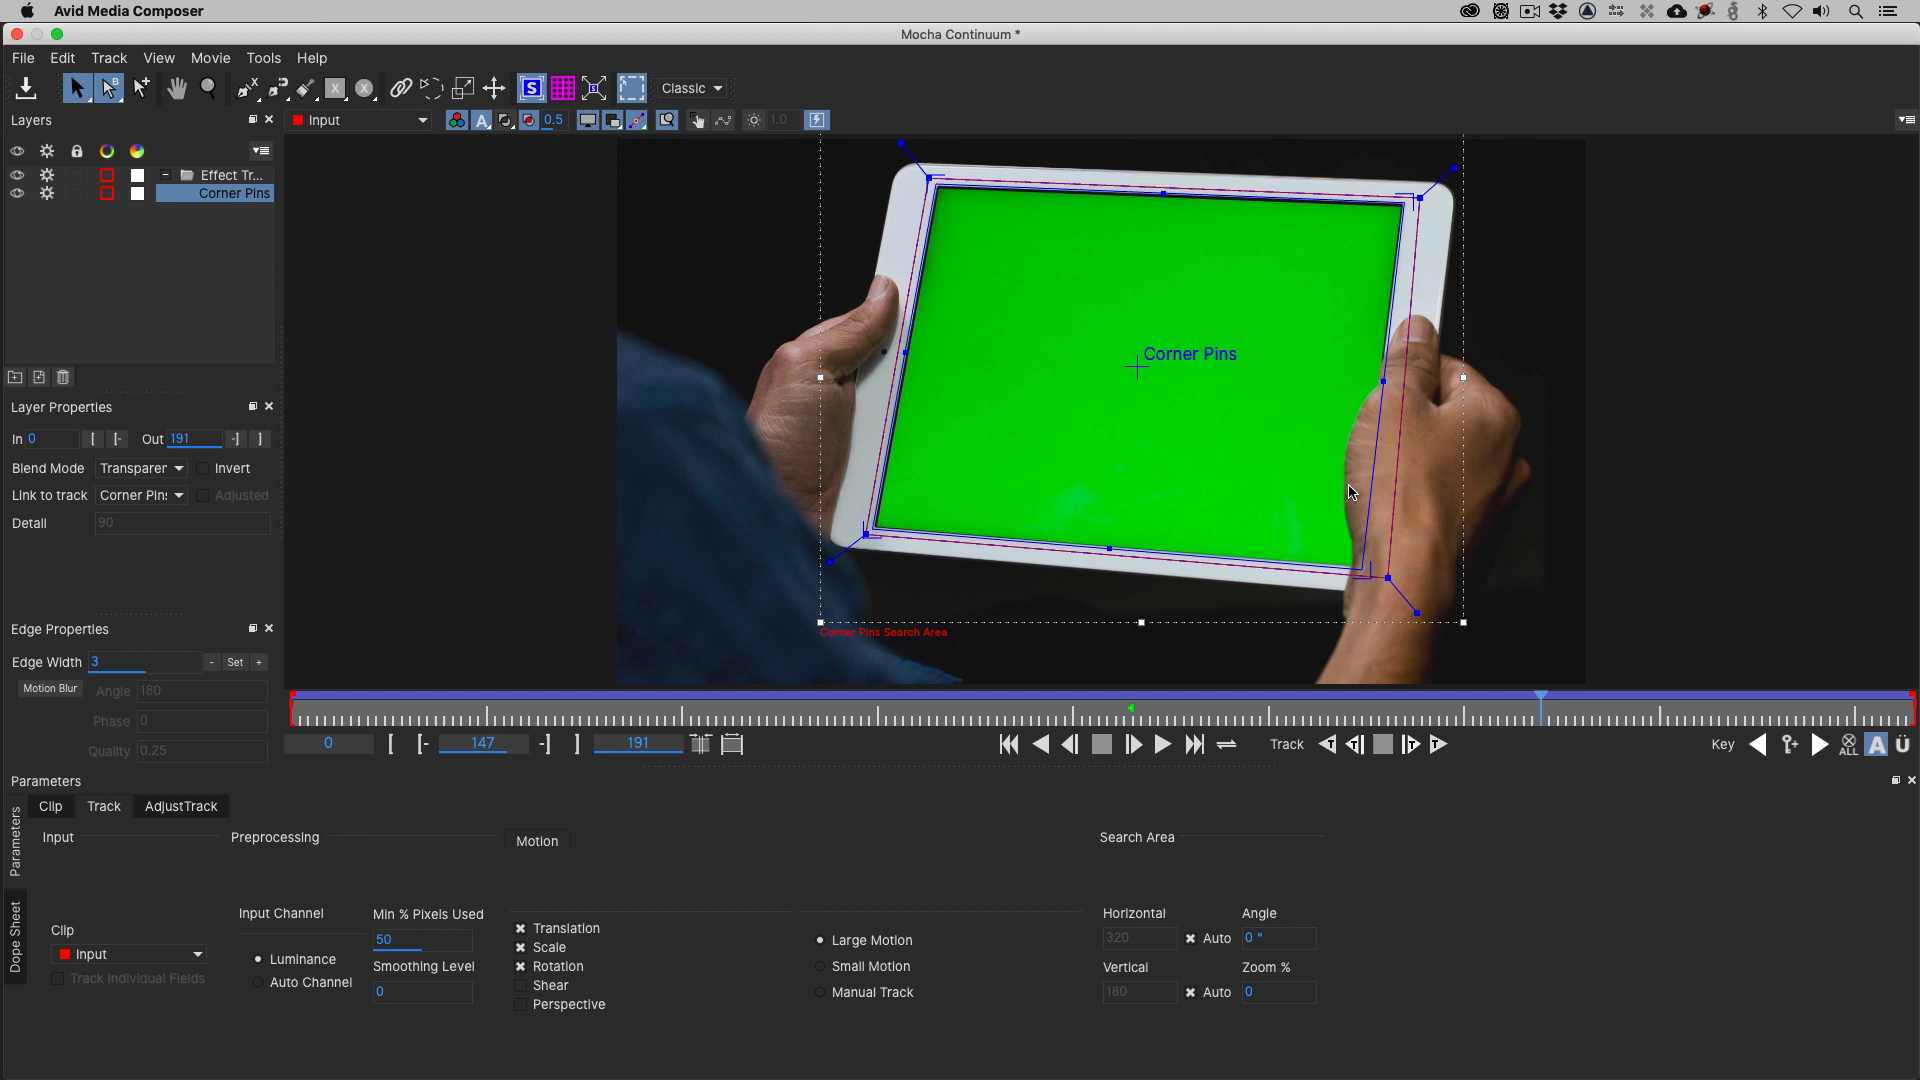 Avid Media Composer
Mocha Continuum *
File Edit Track View Movie Tools Help
Classic
Layers
Input
A
0.5
1.0
Effect Tr...
Corner Pins
Corner Pins
Layer Properties
In 0 [ [- Out 191 -] ]
Blend Mode Transparer Invert
Link to track Corner Pin: Adjusted
Detail 90
Corner Pins Search Area
Edge Properties
Edge Width 3 - Set +
Motion Blur Angle 180
Phase 0
Quality 0.25
0 [ [- 147 -] ] 191 Track Key ALL A
Parameters
Clip Track AdjustTrack
Parameters
Dope Sheet
Input Preprocessing Motion Search Area
Input Channel Min % Pixels Used Horizontal Angle
Clip 50 Translation Large Motion 320 Auto 0 °
Input Luminance Scale
Smoothing Level Rotation Small Motion Vertical Zoom %
Track Individual Fields Auto Channel Shear
0 Perspective Manual Track 180 Auto 0